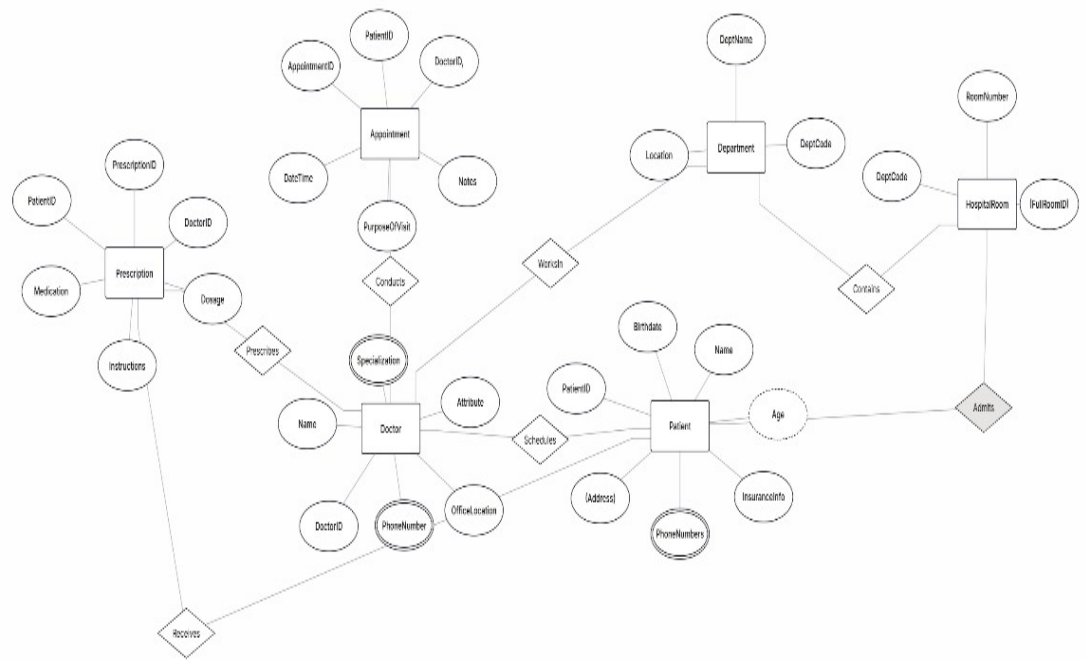 PatientID
AppointmentID
DoctorID,
Appointment
DateTime
Notes
PurposeOfVisit
Conducts
DeptName
Location
Department
DeptCode
RoomNumber
DeptCode
HospitalRoom
(FullRoomID)
PrescriptionID
PatientID
DoctorID
Prescription
Medication
Dosage
Instructions
Prescribes
WorksIn
Contains
Specialization
Name
Doctor
Attribute
DoctorID
PhoneNumber
OfficeLocation
Schedules
Birthdate
Name
PatientID
Patient
Age
(Address)
InsuranceInfo
PhoneNumbers
Admits
Receives